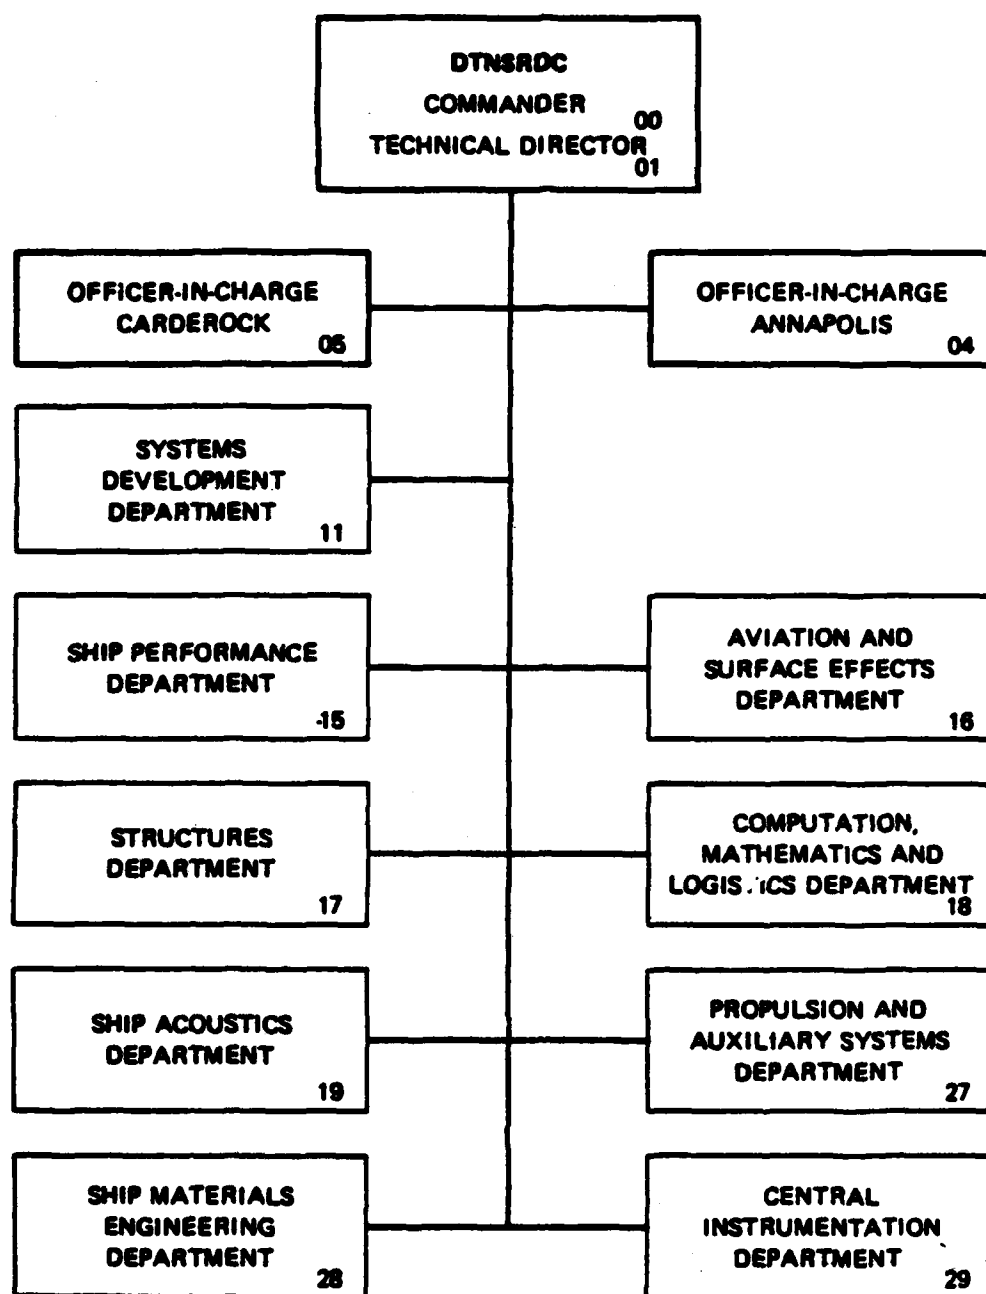 DTNSRDC
COMMANDER
00
TECHNICAL DIRECTOR
01
OFFICER-IN-CHARGE
CARDEROCK
05
OFFICER-IN-CHARGE
ANNAPOLIS
04
SYSTEMS
DEVELOPMENT
DEPARTMENT
11
SHIP PERFORMANCE
DEPARTMENT
15
AVIATION AND
SURFACE EFFECTS
DEPARTMENT
16
STRUCTURES
DEPARTMENT
17
COMPUTATION,
MATHEMATICS AND
LOGISTICS DEPARTMENT
18
SHIP ACOUSTICS
DEPARTMENT
19
PROPULSION AND
AUXILIARY SYSTEMS
DEPARTMENT
27
SHIP MATERIALS
ENGINEERING
DEPARTMENT
28
CENTRAL
INSTRUMENTATION
DEPARTMENT
29